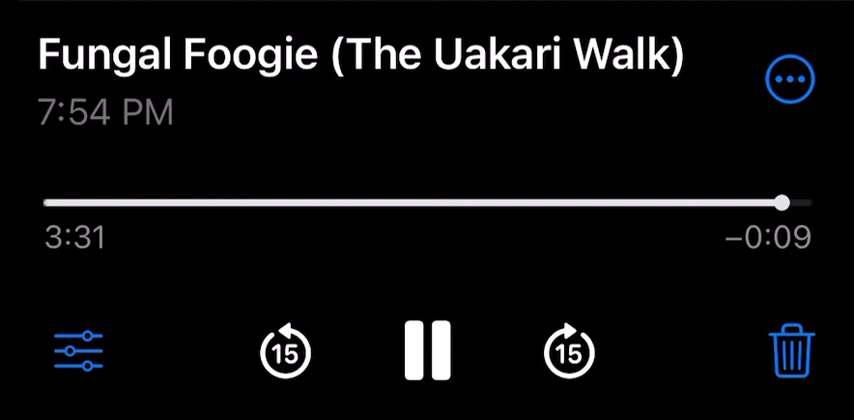 Fungal Foogie (The Uakari Walk)
7:54 PM
3:31
–0:09
15
15